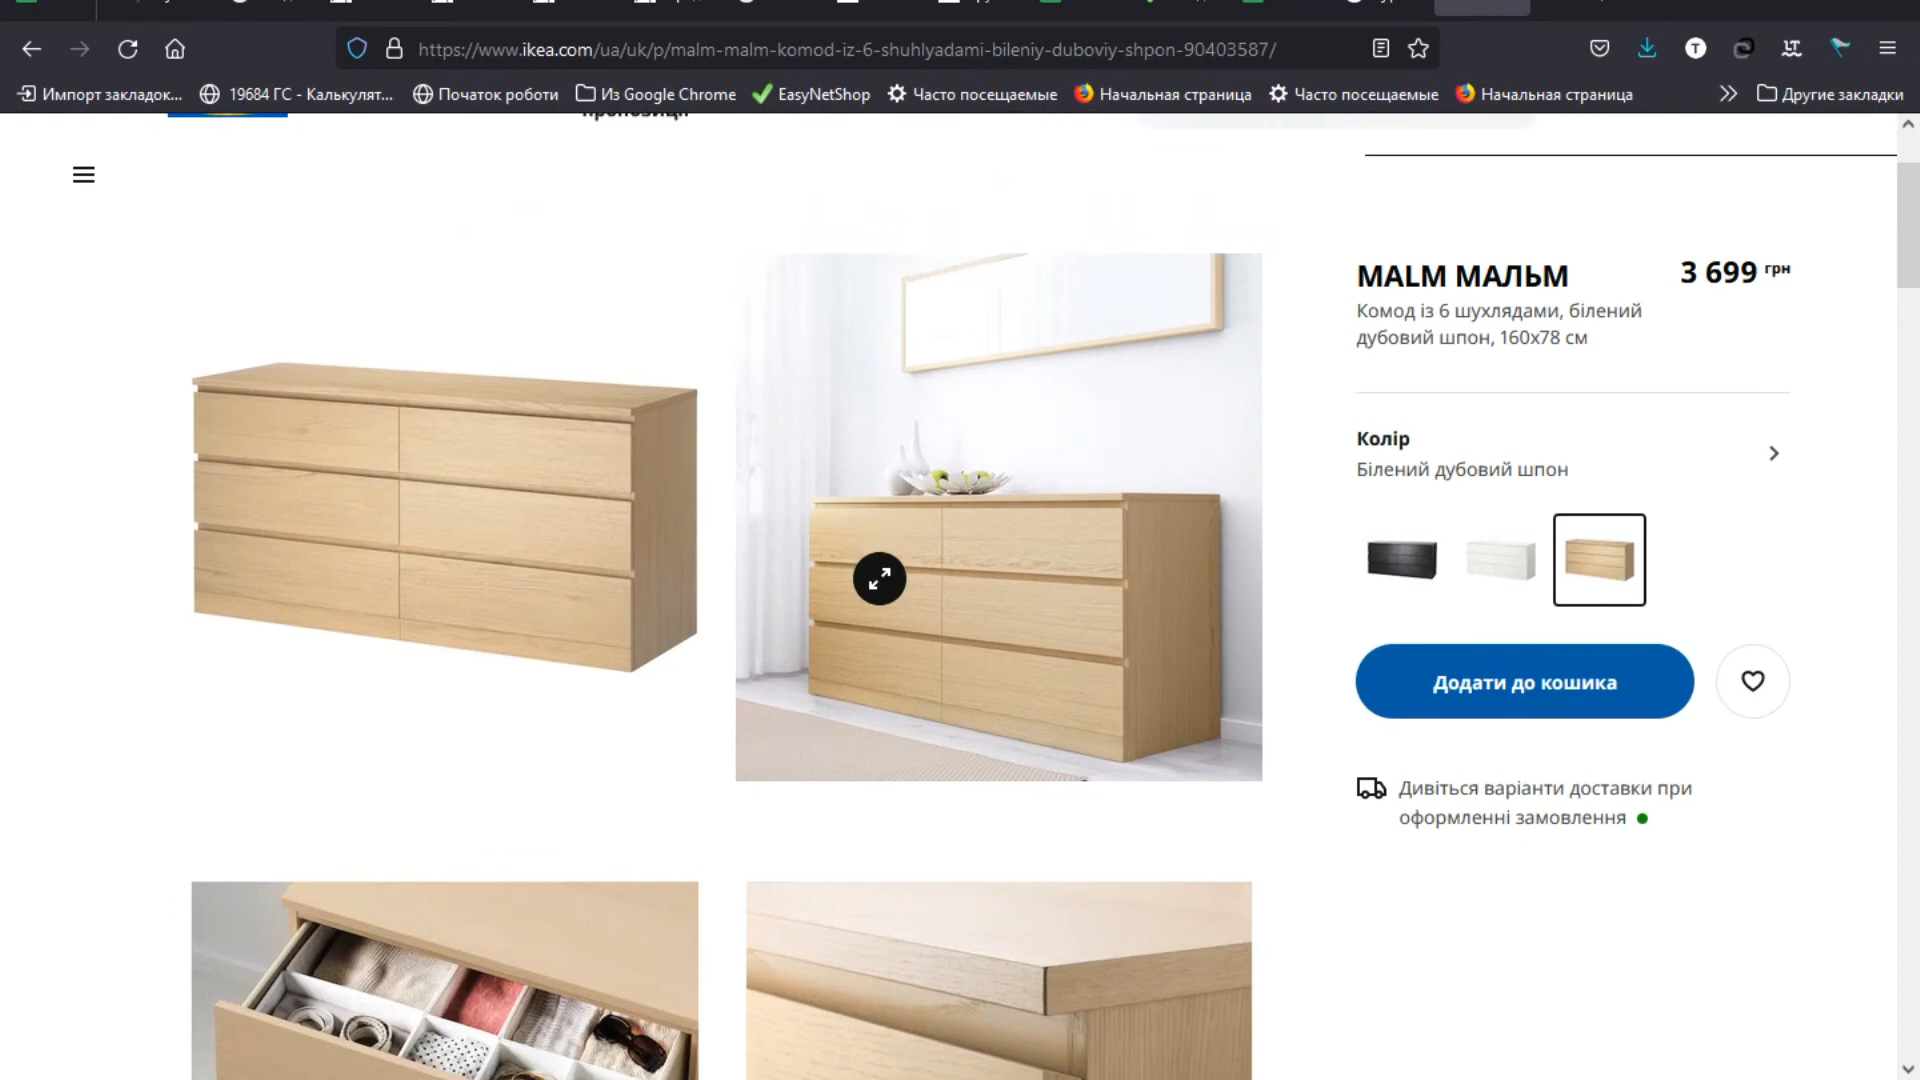 https://www.ikea.com/ua/uk/p/malm-malm-komod-iz-6-shuhlyadami-bileniy-duboviy-shpon-90403587/
Импорт закладок...
19684 ГС - Калькулят...
Початок роботи
Из Google Chrome
EasyNetShop
Часто посещаемые
Начальная страница
Часто посещаемые
Начальная страница
Другие закладки
MALM МАЛЬМ
3 699 грн
Комод із 6 шухлядами, білений
дубовий шпон, 160x78 см
Колір
Білений дубовий шпон
Додати до кошика
Дивіться варіанти доставки при
оформленні замовлення